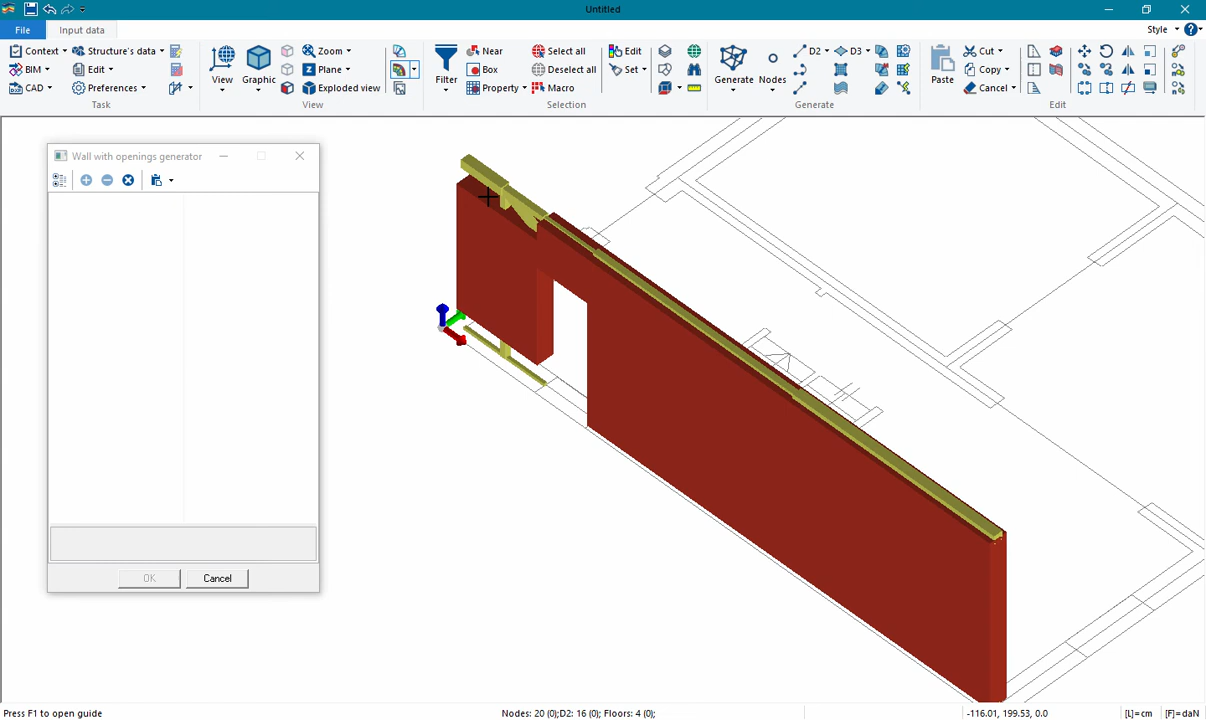 Untitled
File
Input data
Style
Context
Structure's data
BIM
Edit
CAD
Preferences
Task
View
Graphic
Zoom
Plane
Exploded view
View
Filter
Near
Box
Property
Select all
Deselect all
Macro
Edit
Set
Selection
Generate
Nodes
D2
D3
Generate
Paste
Cut
Copy
Cancel
Edit
Wall with openings generator
OK
Cancel
Press F1 to open guide
Nodes: 20 (0);D2: 16 (0); Floors: 4 (0);
-116.01, 199.53, 0.0
[L]=cm
[F]=daN